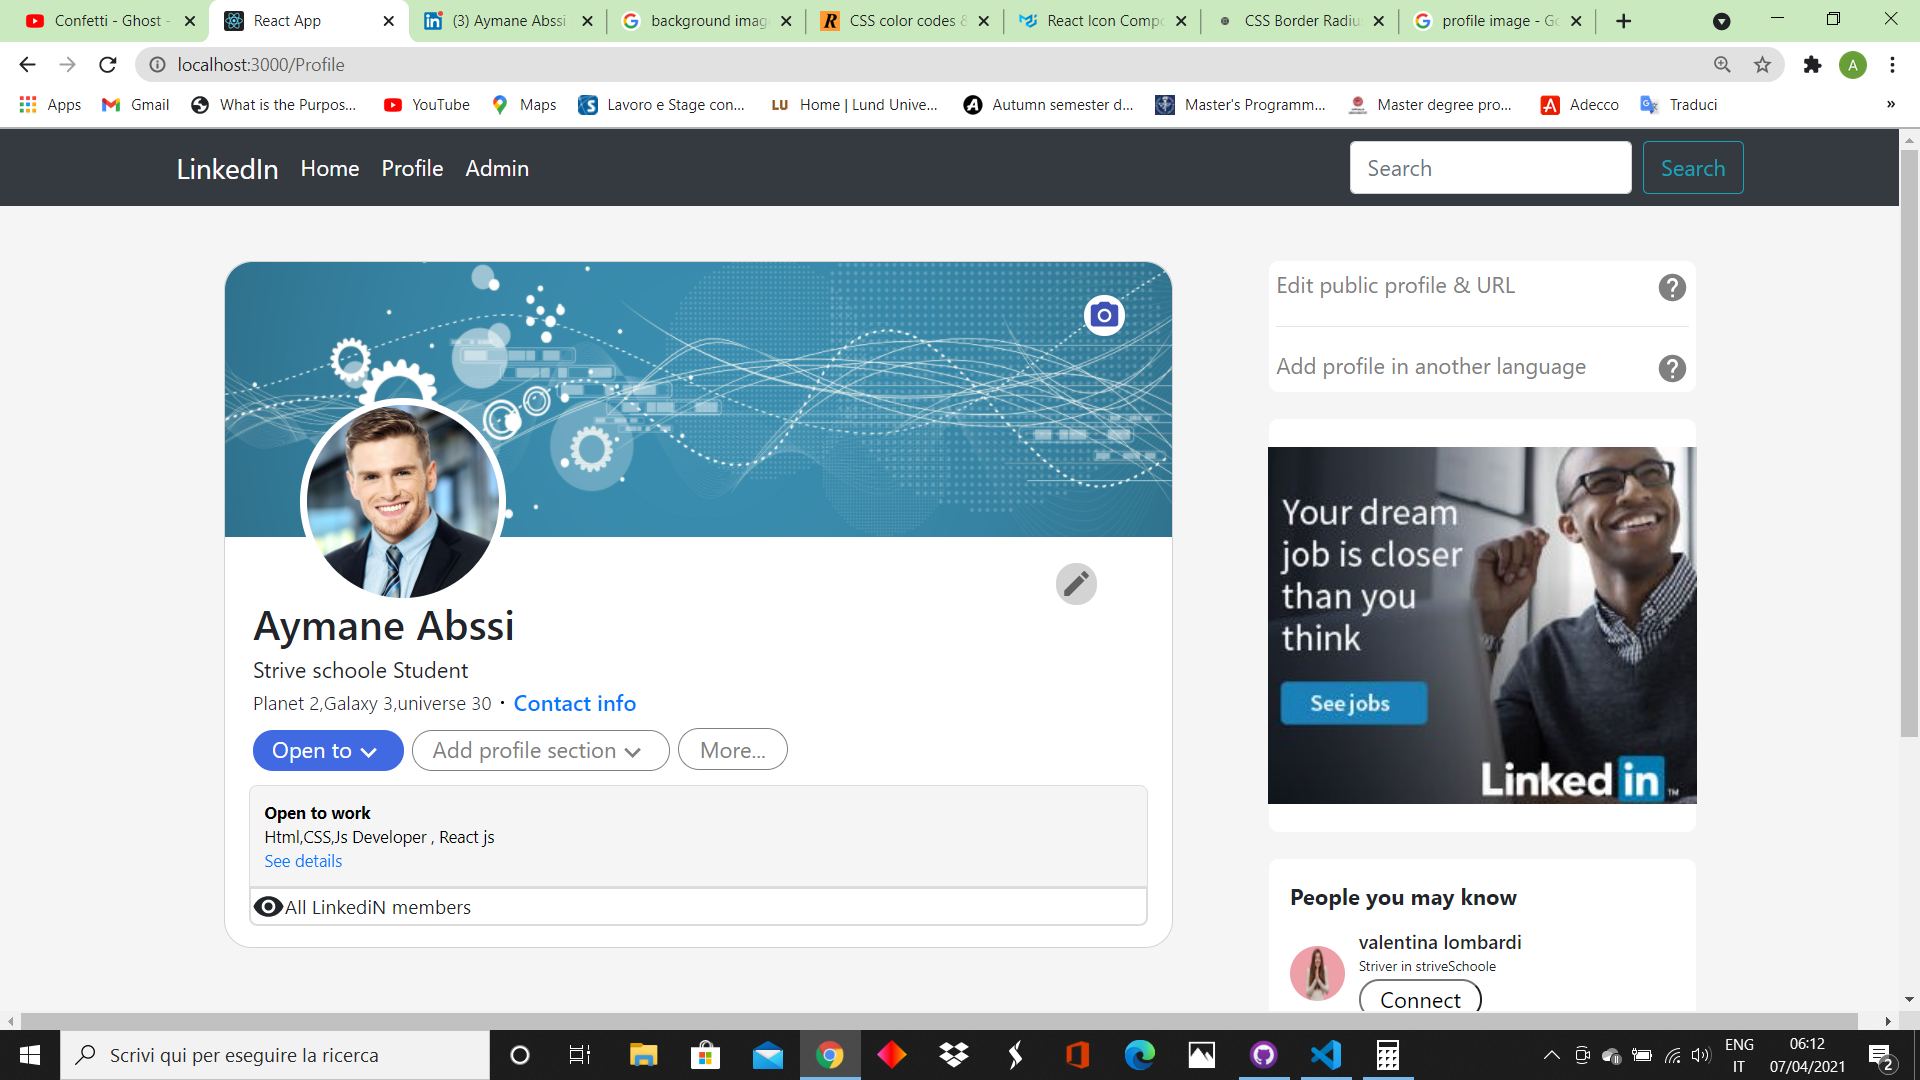 Confetti - Ghost -
React App
(3) Aymane Abssi
background imag
CSS color codes &
React Icon Compo
CSS Border Radiu
profile image - Go
localhost:3000/Profile
A
Apps
Gmail
What is the Purpos...
YouTube
Maps
Lavoro e Stage con...
LU
Home | Lund Unive...
Autumn semester d...
Master's Programm...
Master degree pro...
Adecco
Traduci
»
LinkedIn
Home
Profile
Admin
Search
Search
Edit public profile & URL
Add profile in another language
Your dream
job is closer
than you
think
See jobs
Linked in TM
Aymane Abssi
Strive schoole Student
Planet 2,Galaxy 3,universe 30 · Contact info
Open to
Add profile section
More...
Open to work
Html,CSS,Js Developer , React js
See details
All LinkediN members
People you may know
valentina lombardi
Striver in striveSchoole
Connect
Scrivi qui per eseguire la ricerca
ENG
IT
06:12
07/04/2021
2